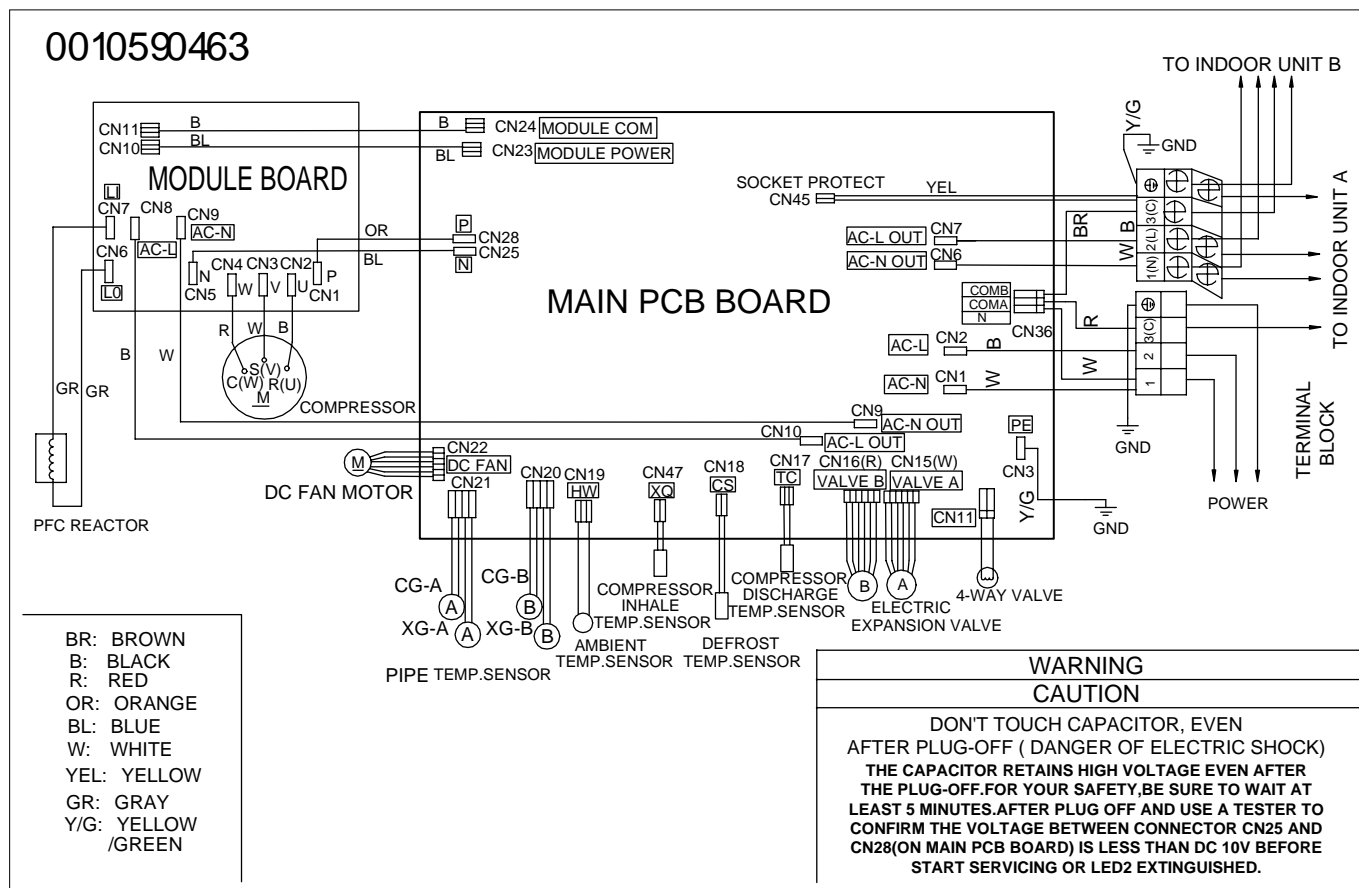 0010590463
TO INDOOR UNIT B
CN11 B B CN24 MODULE COM
CN10 BL BL CN23 MODULE POWER
MODULE BOARD
LI
CN7 CN8 CN9
AC-N
AC-L
CN6
L0
N CN4 CN3 CN2 P
CN5 W V U CN1
OR
BL
P
CN28
CN25
N
R W B
B W
S(V)
C(W) R(U)
M
COMPRESSOR
GR GR
PFC REACTOR
MAIN PCB BOARD
SOCKET PROTECT
CN45
YEL
Y/G
GND
AC-L OUT CN7
AC-N OUT CN6
BR
B
W
3(C)
2(L)
1(N)
COMB
COMA
N
CN36
R
W
AC-L CN2 B
AC-N CN1 W
3(C)
2
1
GND
TO INDOOR UNIT A
TERMINAL
BLOCK
POWER
CN9
AC-N OUT
CN10
AC-L OUT
M
DC FAN MOTOR
CN22
DC FAN
CN21
CN20
CN19
HW
CN47
XQ
CN18
CS
CN17
TC
CN16(R)
VALVE B
CN15(W)
VALVE A
CN11
PE
CN3
Y/G
GND
CG-A
A
XG-A
A
CG-B
B
XG-B
B
PIPE TEMP.SENSOR
AMBIENT
TEMP.SENSOR
COMPRESSOR
INHALE
TEMP.SENSOR
DEFROST
TEMP.SENSOR
COMPRESSOR
DISCHARGE
TEMP.SENSOR
B
A
ELECTRIC
EXPANSION VALVE
4-WAY VALVE
BR: BROWN
B: BLACK
R: RED
OR: ORANGE
BL: BLUE
W: WHITE
YEL: YELLOW
GR: GRAY
Y/G: YELLOW
/GREEN
WARNING
CAUTION
DON'T TOUCH CAPACITOR, EVEN
AFTER PLUG-OFF ( DANGER OF ELECTRIC SHOCK)
THE CAPACITOR RETAINS HIGH VOLTAGE EVEN AFTER
THE PLUG-OFF.FOR YOUR SAFETY,BE SURE TO WAIT AT
LEAST 5 MINUTES.AFTER PLUG OFF AND USE A TESTER TO
CONFIRM THE VOLTAGE BETWEEN CONNECTOR CN25 AND
CN28(ON MAIN PCB BOARD) IS LESS THAN DC 10V BEFORE
START SERVICING OR LED2 EXTINGUISHED.